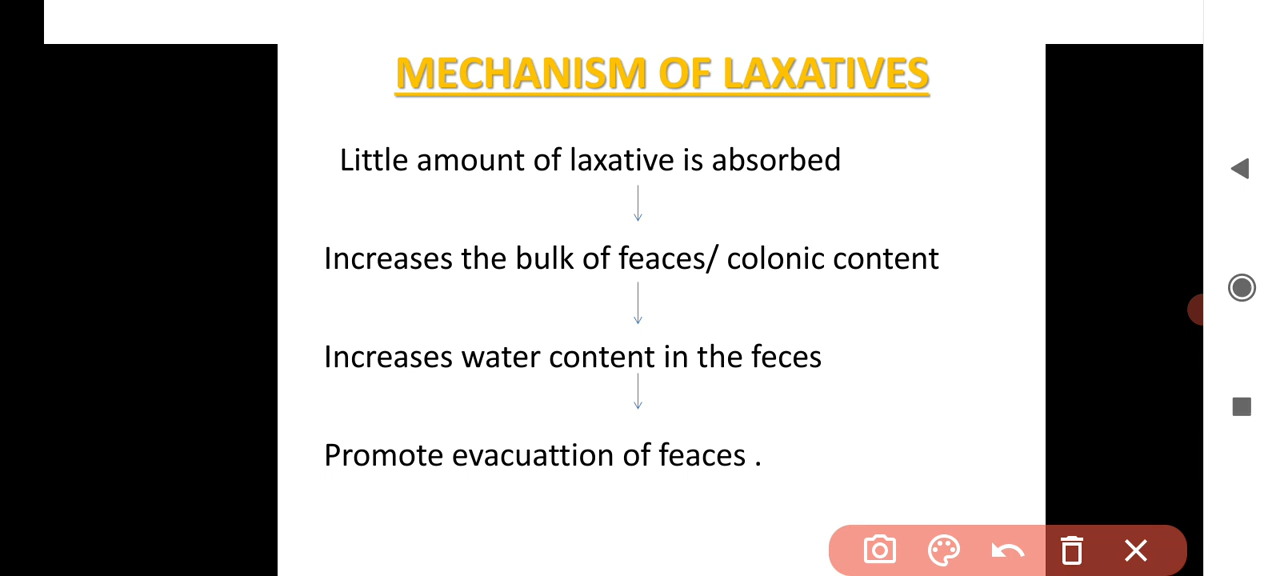 MECHANISM OF LAXATIVES
Little amount of laxative is absorbed
Increases the bulk of feaces/ colonic content
Increases water content in the feces
Promote evacuattion of feaces .